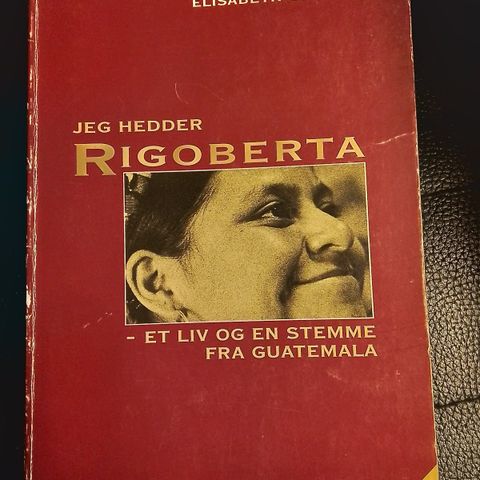 JEG HEDDER
RIGOBERTA
- ET LIV OG EN STEMME
FRA GUATEMALA